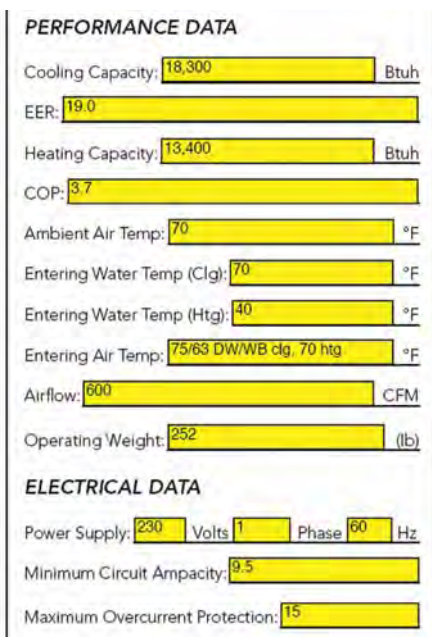 PERFORMANCE DATA
Cooling Capacity: 18,300 Btuh
EER: 19.0
Heating Capacity: 13,400 Btuh
COP: 3.7
Ambient Air Temp: 70 °F
Entering Water Temp (Clg): 70 °F
Entering Water Temp (Htg): 40 °F
Entering Air Temp: 75/63 DW/WB clg, 70 htg °F
Airflow: 600 CFM
Operating Weight: 252 (lb)
ELECTRICAL DATA
Power Supply: 230 Volts 1 Phase 60 Hz
Minimum Circuit Ampacity: 9.5
Maximum Overcurrent Protection: 15